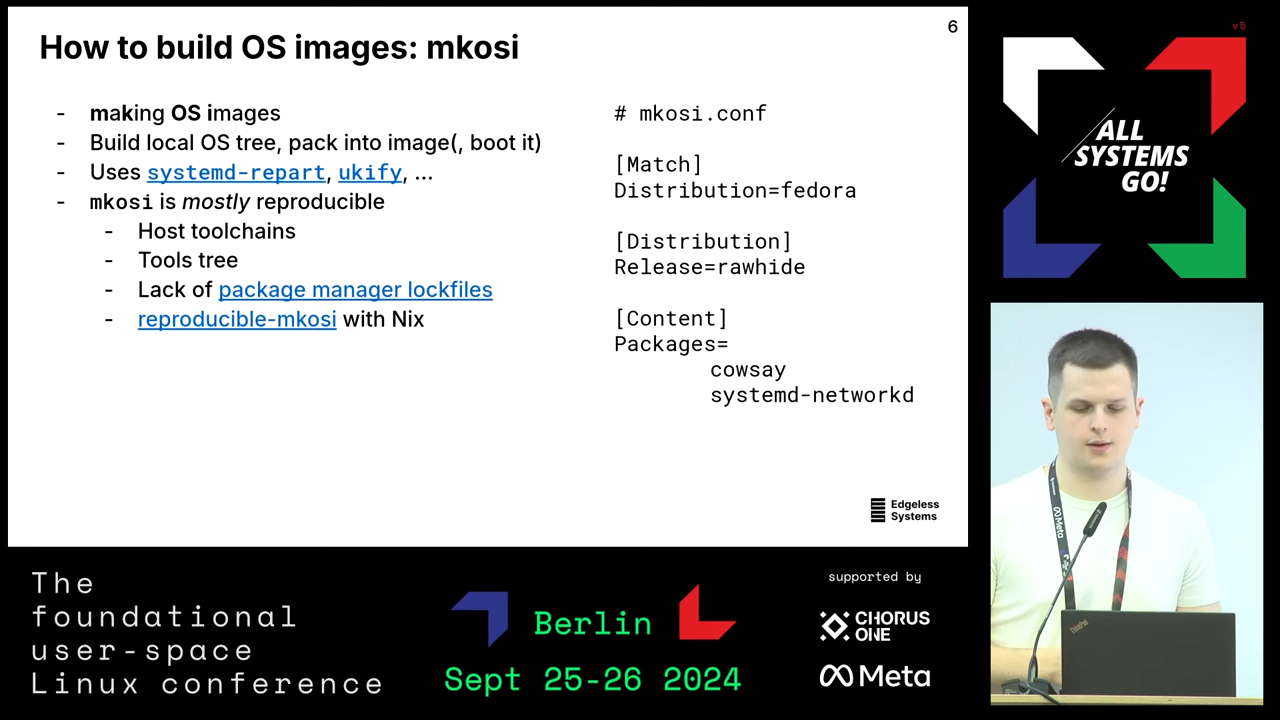 6
How to build OS images: mkosi
- making OS images
- Build local OS tree, pack into image(, boot it)
- Uses systemd-repart, ukify, ...
- mkosi is mostly reproducible
- Host toolchains
- Tools tree
- Lack of package manager lockfiles
- reproducible-mkosi with Nix
# mkosi.conf
[Match]
Distribution=fedora
[Distribution]
Release=rawhide
[Content]
Packages=
cowsay
systemd-networkd
Edgeless
Systems
v5
ALL
SYSTEMS
GO!
Meta
ThinkPad
The
foundational
user-space
Linux conference
Berlin
Sept 25-26 2024
supported by
CHORUS
ONE
Meta